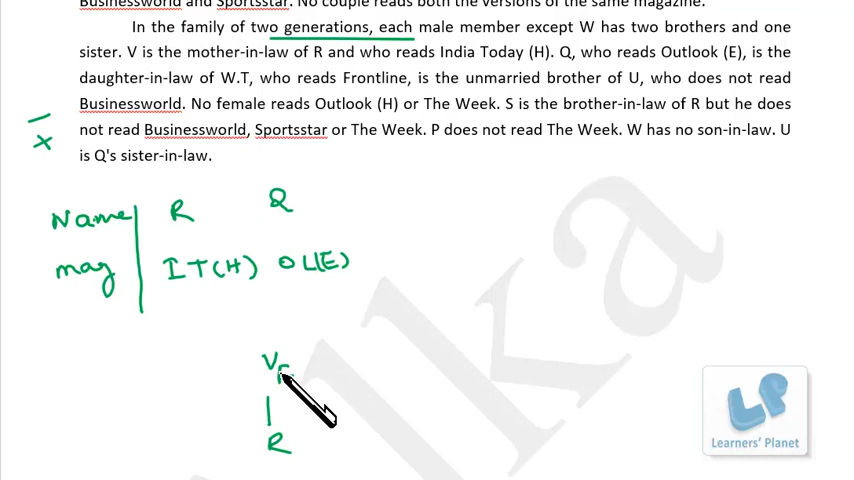 Businessworld and Sportsstar. No couple reads both the versions of the same magazine.
In the family of two generations, each male member except W has two brothers and one
sister. V is the mother-in-law of R and who reads India Today (H). Q, who reads Outlook (E), is the
daughter-in-law of W.T, who reads Frontline, is the unmarried brother of U, who does not read
Businessworld. No female reads Outlook (H) or The Week. S is the brother-in-law of R but he does
not read Businessworld, Sportsstar or The Week. P does not read The Week. W has no son-in-law. U
is Q's sister-in-law.
Name R Q
mag IT(H) OL(E)
V
R
LP
Learners' Planet